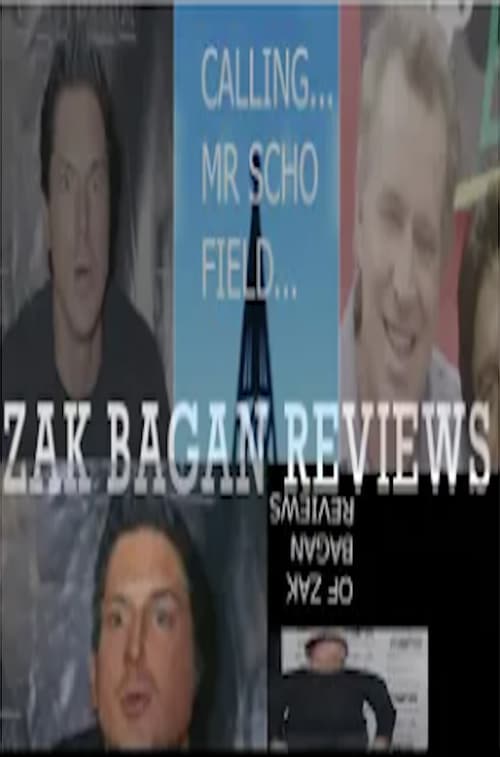 CALLING...
MR SCHO
FIELD...
ZAK BAGAN REVIEWS
REVIEWS
BAGAN
OF ZAK